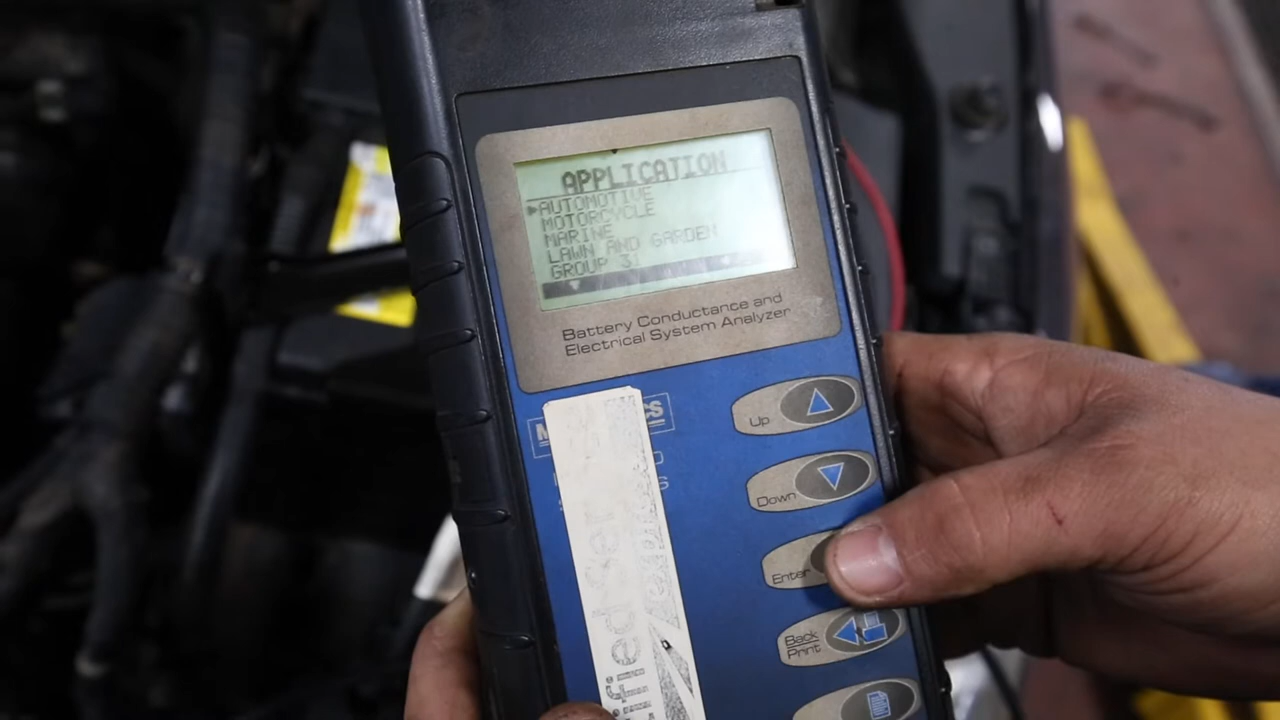 APPLICATION
AUTOMOTIVE
MOTORCYCLE
MARINE
LAWN AND GARDEN
GROUP 31
Battery Conductance and
Electrical System Analyzer
Up
Down
Enter
Back
Print